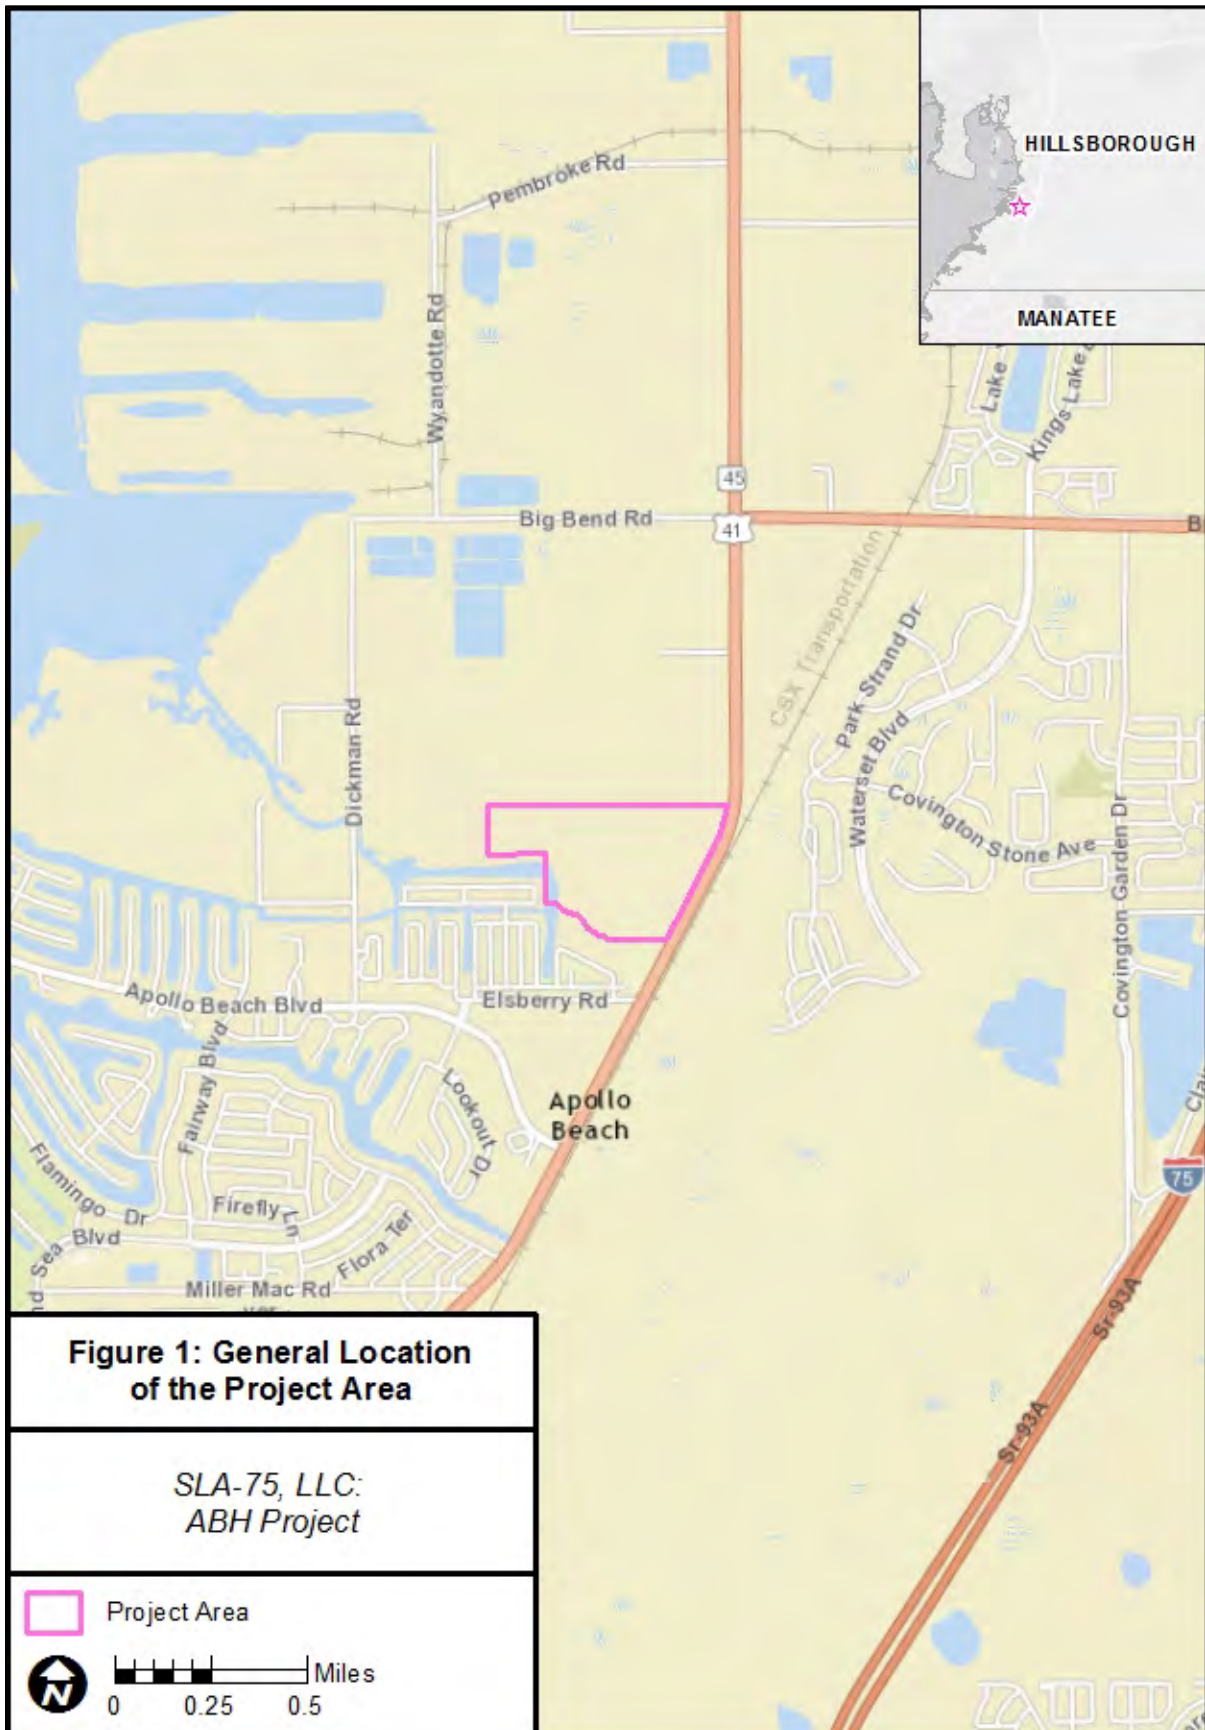 HILLSBOROUGH
MANATEE
Pembroke Rd
Wyandotte Rd
Lake
Kings Lake
45
Big Bend Rd
41
B
CSX Transportation
Park Strand Dr
Waterset Blvd
Covington Stone Ave
Covington Garden Dr
Dickman Rd
Apollo Beach Blvd
Elsberry Rd
Fairway Blvd
Lookout Dr
Apollo
Beach
75
Flamingo Dr
Firefly Ln
Sea Blvd
Flora Ter
Miller Mac Rd
Sr-93A
Sr-93A
Figure 1: General Location
of the Project Area
SLA-75, LLC:
ABH Project
Project Area
N
Miles
0 0.25 0.5